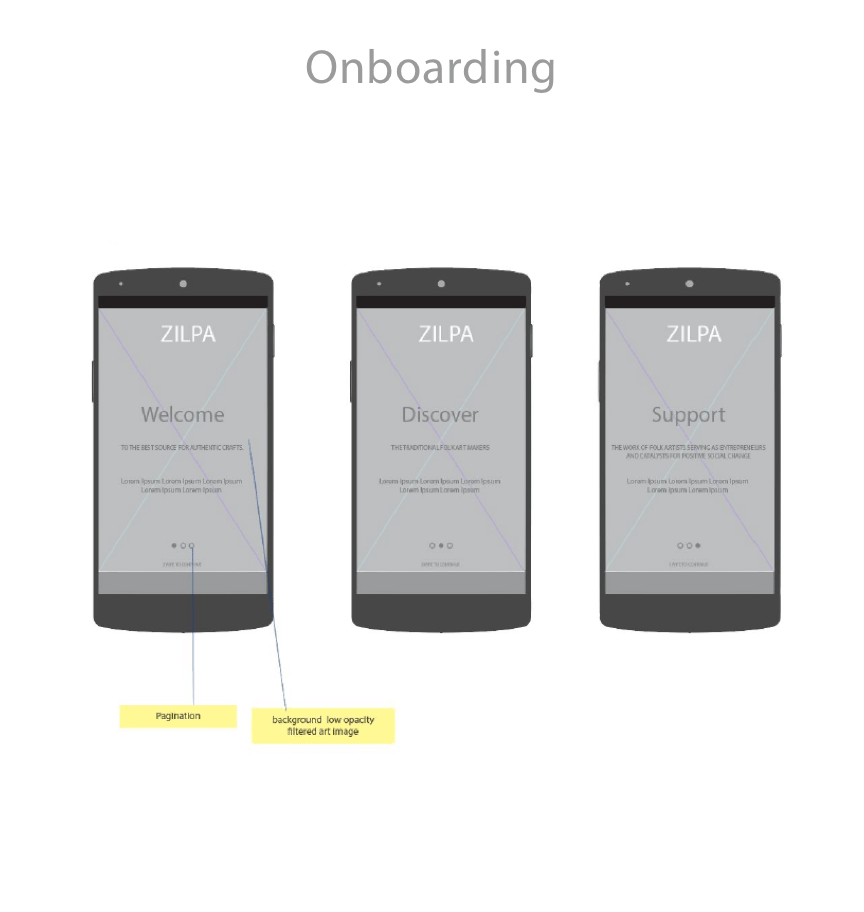 Onboarding
ZILPA
Welcome
TO THE BEST SOURCE FOR AUTHENTIC CRAFTS.
Lorem Ipsum Lorem Ipsum Lorem Ipsum
Lorem Ipsum Lorem Ipsum
ZILPA
Discover
THE TRADITIONAL FOLK ART MAKERS
Lorem Ipsum Lorem Ipsum Lorem Ipsum
Lorem Ipsum Lorem Ipsum
ZILPA
Support
THE WORK OF FOLK ARTISTS SERVING AS ENTREPRENEURS
AND CATALYSTS FOR POSITIVE SOCIAL CHANGE
Lorem Ipsum Lorem Ipsum Lorem Ipsum
Lorem Ipsum Lorem Ipsum
Pagination
background low opacity
filtered art image